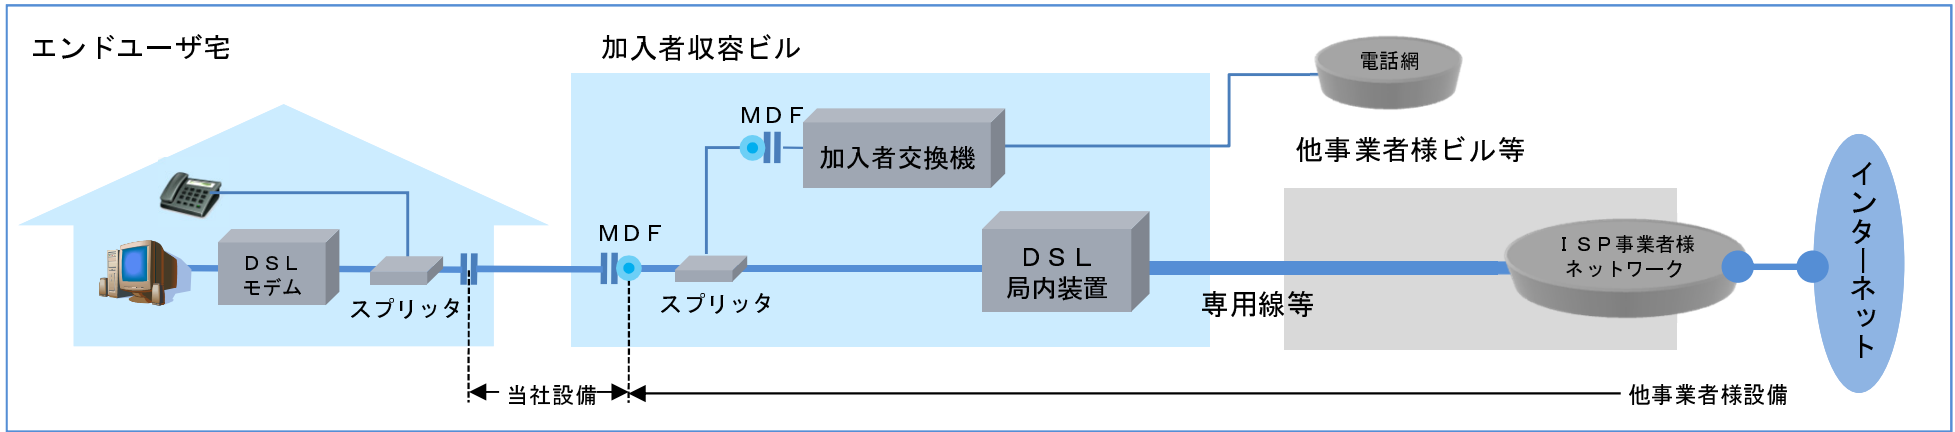 エンドユーザ宅
加入者収容ビル
電話網
ＭＤＦ
加入者交換機
他事業者様ビル等
インターネット
ＭＤＦ
ＤＳＬ
モデム
スプリッタ
スプリッタ
ＤＳＬ
局内装置
専用線等
ＩＳＰ事業者様
ネットワーク
当社設備
他事業者様設備